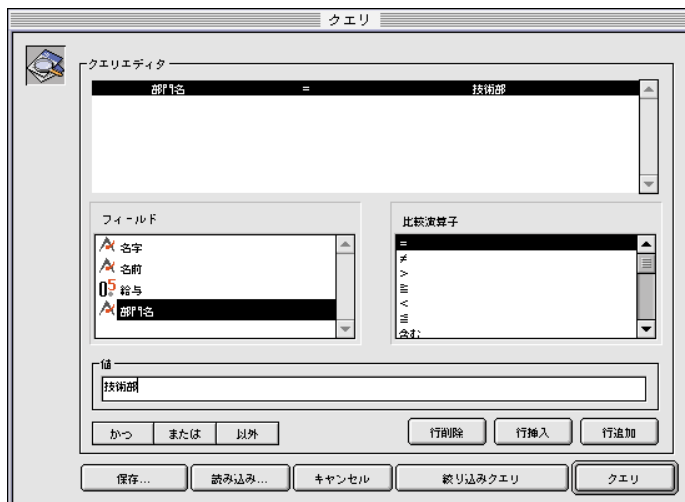 クエリ
クエリエディタ
部門名 = 技術部
フィールド
名字
名前
給与
部門名
比較演算子
=
≠
>
≧
<
≦
含む
値
技術部
かつ または 以外 行削除 行挿入 行追加
保存... 読み込み... キャンセル 絞り込みクエリ クエリ